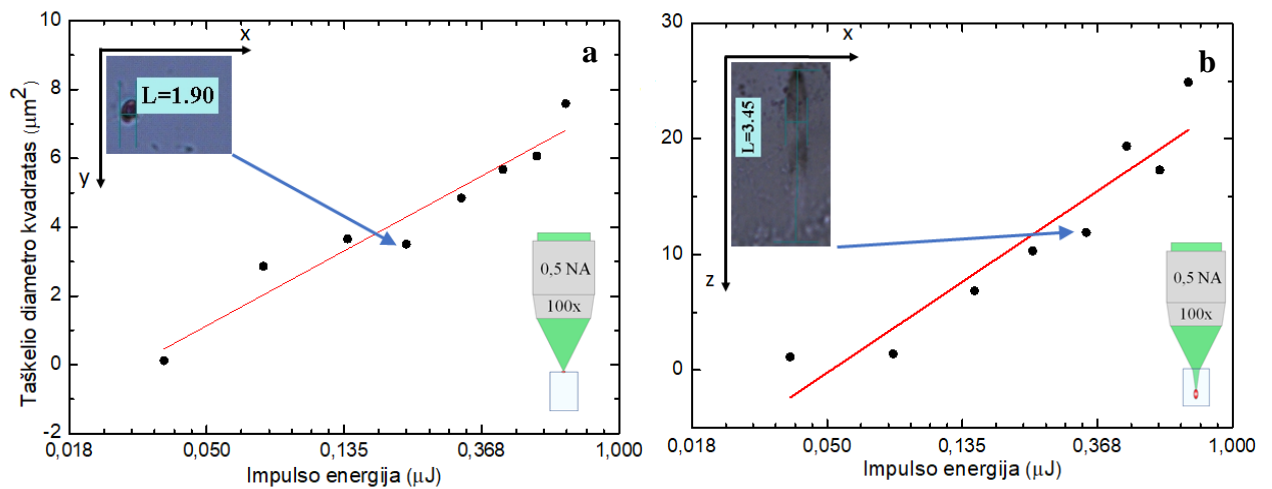 a
Taškelio diametro kvadratas (μm²)
10
8
6
4
2
0
-2
x
y
L=1.90
0,5 NA
100x
0,018
0,050
0,135
0,368
1,000
Impulso energija (μJ)
b
30
25
20
15
10
0
x
z
L=3.45
0,5 NA
100x
0,018
0,050
0,135
0,368
1,000
Impulso energija (μJ)